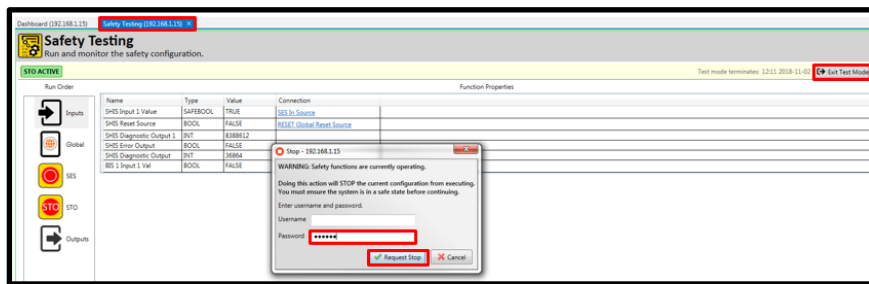 Dashboard (192.168.1.15) Safety Testing (192.168.1.15) ×
Safety Testing
Run and monitor the safety configuration.
STO ACTIVE Test mode terminates: 12:11 2018-11-02 Exit Test Mode
Run Order Function Properties
Name Type Value Connection
SHIS Input 1 Value SAFEBOOL TRUE SES In Source
SHIS Reset Source BOOL FALSE RESET Global Reset Source
SHIS Diagnostic Output 1 INT 8388612
SHIS Error Output BOOL FALSE
SHIS Diagnostic Output INT 36864
BIS 1 Input 1 Val BOOL FALSE
Inputs
Global
SES
STO STO
Outputs
Stop - 192.168.1.15
WARNING: Safety functions are currently operating.
Doing this action will STOP the current configuration from executing.
You must ensure the system is in a safe state before continuing.
Enter username and password.
Username
Password ••••••
Request Stop Cancel